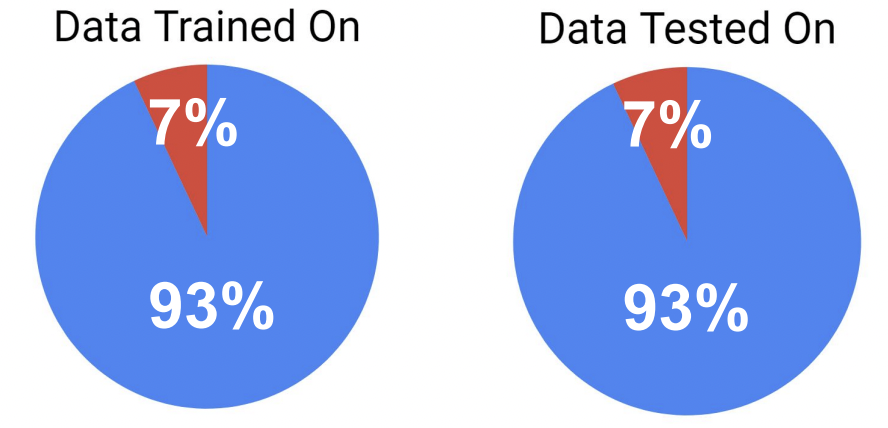 Data Trained On
7%
93%
Data Tested On
7%
93%